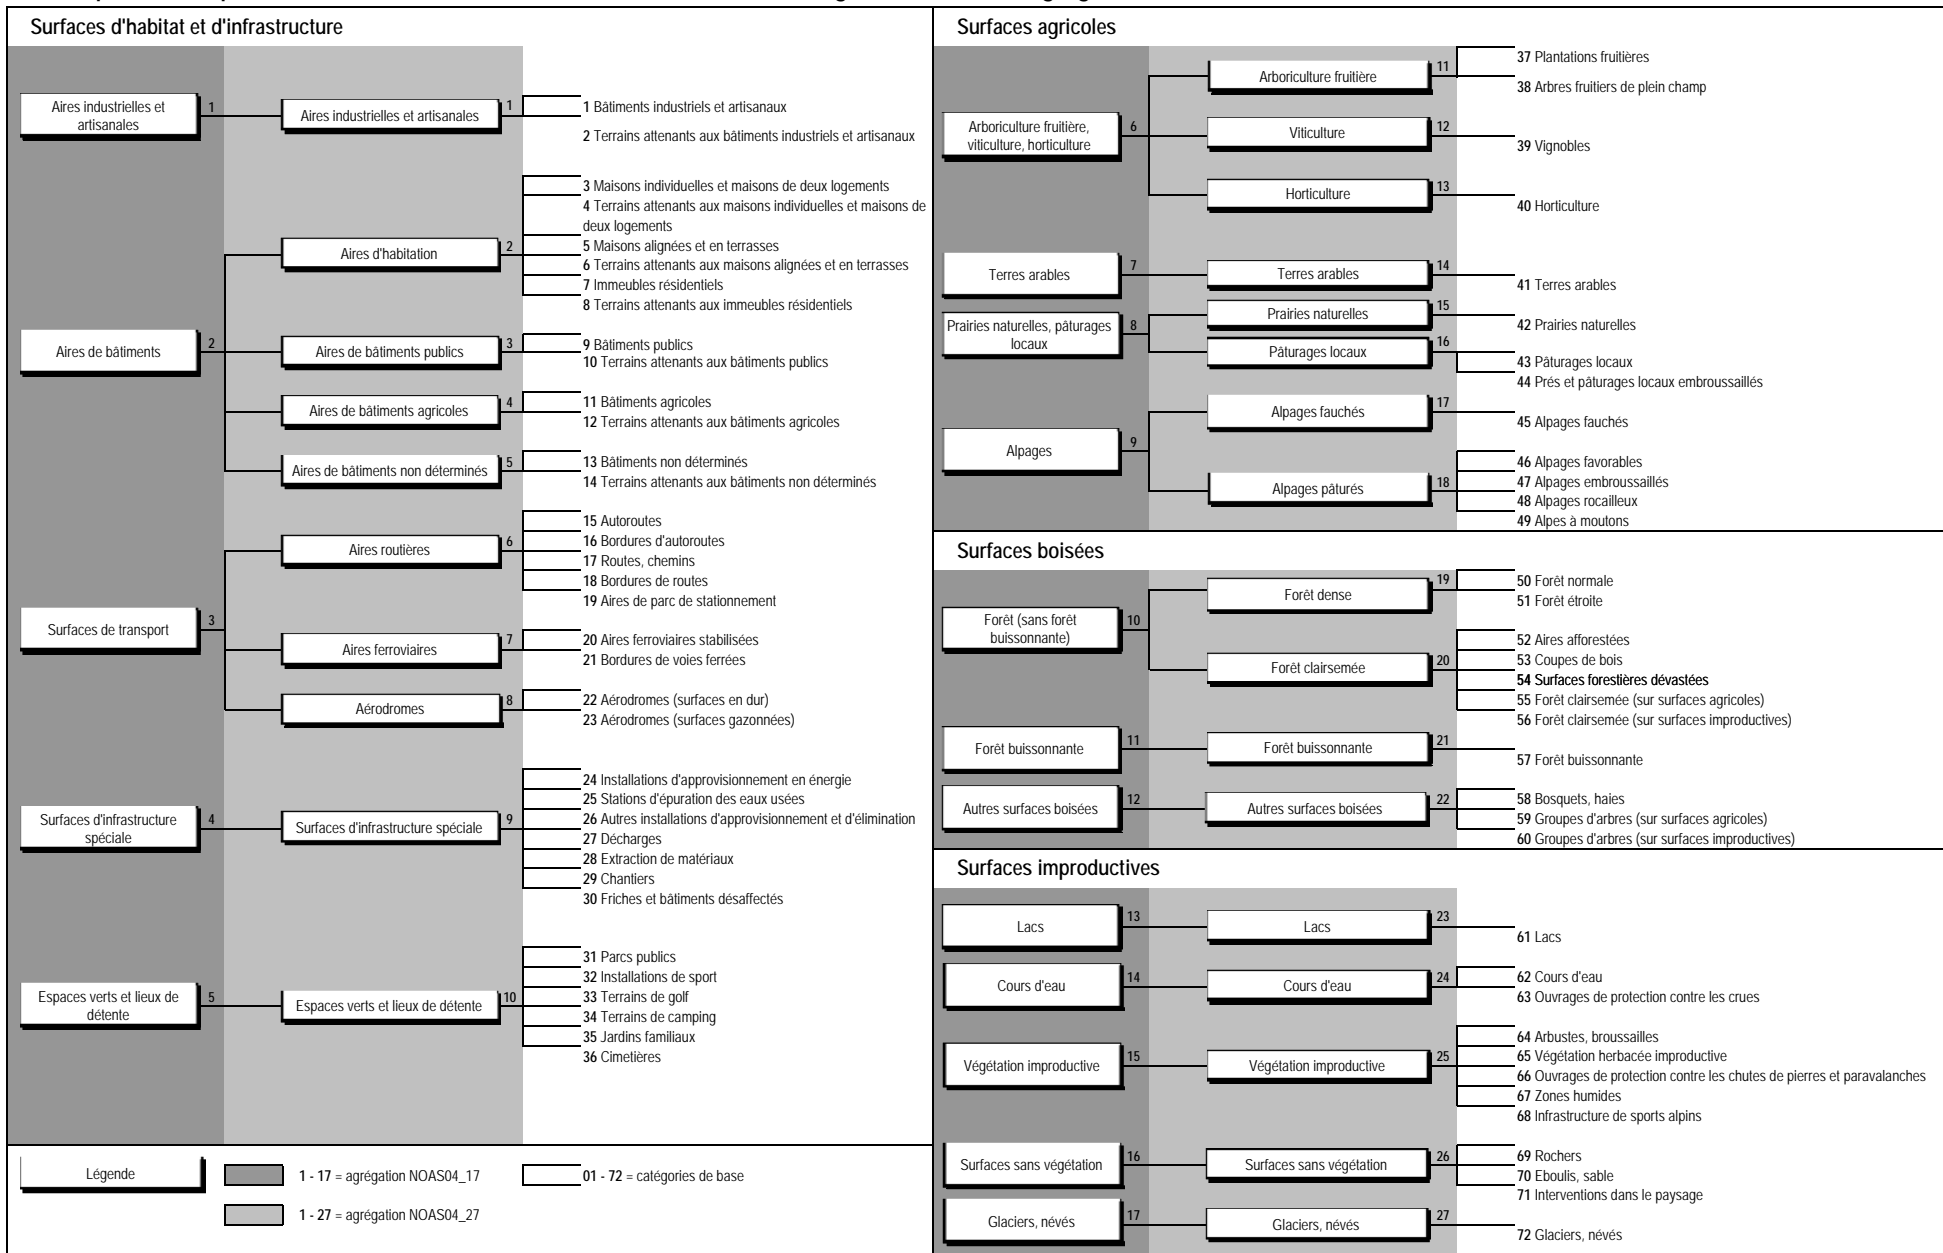 Surfaces d'habitat et d'infrastructure
Aires industrielles et
artisanales
1
Aires industrielles et artisanales
1
1 Bâtiments industriels et artisanaux
2 Terrains attenants aux bâtiments industriels et artisanaux
Aires de bâtiments
2
Aires d'habitation
2
3 Maisons individuelles et maisons de deux logements
4 Terrains attenants aux maisons individuelles et maisons de
deux logements
5 Maisons alignées et en terrasses
6 Terrains attenants aux maisons alignées et en terrasses
7 Immeubles résidentiels
8 Terrains attenants aux immeubles résidentiels
Aires de bâtiments publics
3
9 Bâtiments publics
10 Terrains attenants aux bâtiments publics
Aires de bâtiments agricoles
4
11 Bâtiments agricoles
12 Terrains attenants aux bâtiments agricoles
Aires de bâtiments non déterminés
5
13 Bâtiments non déterminés
14 Terrains attenants aux bâtiments non déterminés
Surfaces de transport
3
Aires routières
6
15 Autoroutes
16 Bordures d'autoroutes
17 Routes, chemins
18 Bordures de routes
19 Aires de parc de stationnement
Aires ferroviaires
7
20 Aires ferroviaires stabilisées
21 Bordures de voies ferrées
Aérodromes
8
22 Aérodromes (surfaces en dur)
23 Aérodromes (surfaces gazonnées)
Surfaces d'infrastructure
spéciale
4
Surfaces d'infrastructure spéciale
9
24 Installations d'approvisionnement en énergie
25 Stations d'épuration des eaux usées
26 Autres installations d'approvisionnement et d'élimination
27 Décharges
28 Extraction de matériaux
29 Chantiers
30 Friches et bâtiments désaffectés
Espaces verts et lieux de
détente
5
Espaces verts et lieux de détente
10
31 Parcs publics
32 Installations de sport
33 Terrains de golf
34 Terrains de camping
35 Jardins familiaux
36 Cimetières
Légende
1 - 17 = agrégation NOAS04_17
1 - 27 = agrégation NOAS04_27
01 - 72 = catégories de base
Surfaces agricoles
Arboriculture fruitière,
viticulture, horticulture
6
Arboriculture fruitière
11
37 Plantations fruitières
38 Arbres fruitiers de plein champ
Viticulture
12
39 Vignobles
Horticulture
13
40 Horticulture
Terres arables
7
Terres arables
14
41 Terres arables
Prairies naturelles, pâturages
locaux
8
Prairies naturelles
15
42 Prairies naturelles
Pâturages locaux
16
43 Pâturages locaux
44 Prés et pâturages locaux embroussaillés
Alpages
9
Alpages fauchés
17
45 Alpages fauchés
Alpages pâturés
18
46 Alpages favorables
47 Alpages embroussaillés
48 Alpages rocailleux
49 Alpes à moutons
Surfaces boisées
Forêt (sans forêt
buissonnante)
10
Forêt dense
19
50 Forêt normale
51 Forêt étroite
Forêt clairsemée
20
52 Aires afforestées
53 Coupes de bois
54 Surfaces forestières dévastées
55 Forêt clairsemée (sur surfaces agricoles)
56 Forêt clairsemée (sur surfaces improductives)
Forêt buissonnante
11
Forêt buissonnante
21
57 Forêt buissonnante
Autres surfaces boisées
12
Autres surfaces boisées
22
58 Bosquets, haies
59 Groupes d'arbres (sur surfaces agricoles)
60 Groupes d'arbres (sur surfaces improductives)
Surfaces improductives
Lacs
13
Lacs
23
61 Lacs
Cours d'eau
14
Cours d'eau
24
62 Cours d'eau
63 Ouvrages de protection contre les crues
Végétation improductive
15
Végétation improductive
25
64 Arbustes, broussailles
65 Végétation herbacée improductive
66 Ouvrages de protection contre les chutes de pierres et paravalanches
67 Zones humides
68 Infrastructure de sports alpins
Surfaces sans végétation
16
Surfaces sans végétation
26
69 Rochers
70 Eboulis, sable
71 Interventions dans le paysage
Glaciers, névés
17
Glaciers, névés
27
72 Glaciers, névés